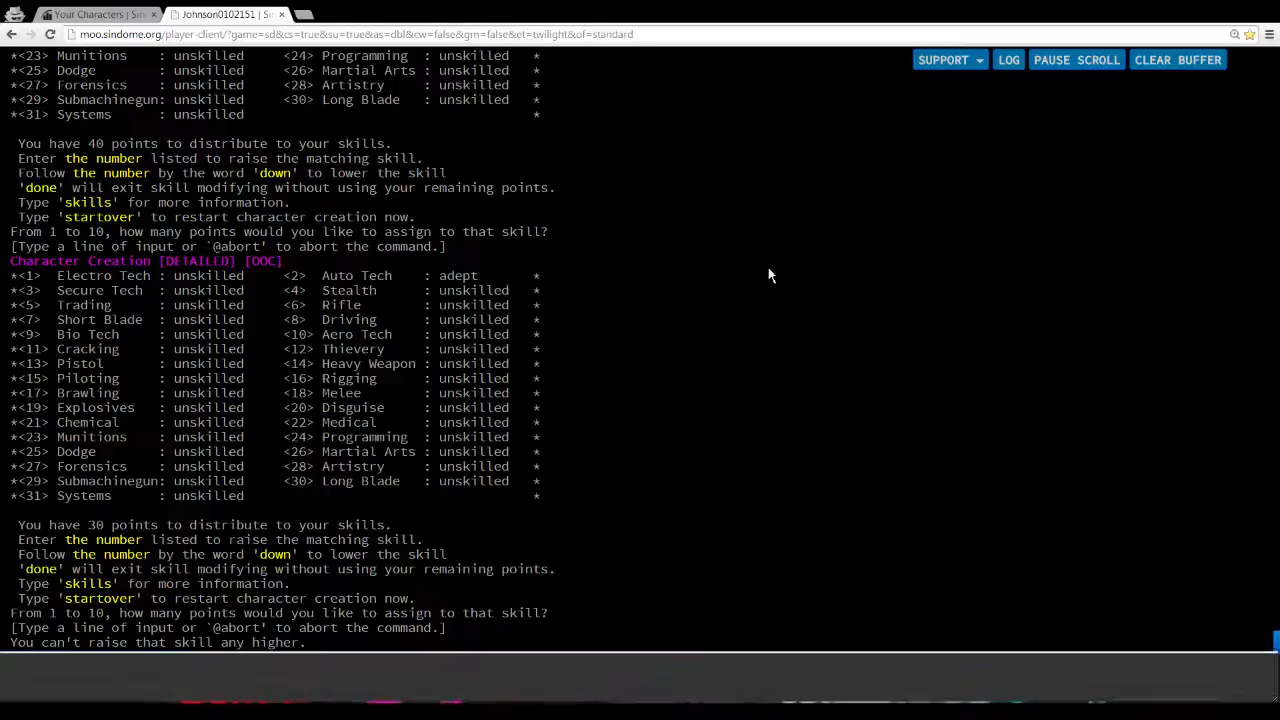 Your Characters | Sin
Johnson0102151 | Sin
moo.sindome.org/player-client/?game=sd&cs=true&su=true&as=dbl&cw=false&gm=false&et=twilight&of=standard
SUPPORT LOG PAUSE SCROLL CLEAR BUFFER
*<23> Munitions : unskilled <24> Programming : unskilled *
*<25> Dodge : unskilled <26> Martial Arts : unskilled *
*<27> Forensics : unskilled <28> Artistry : unskilled *
*<29> Submachinegun: unskilled <30> Long Blade : unskilled *
*<31> Systems : unskilled *
You have 40 points to distribute to your skills.
Enter the number listed to raise the matching skill.
Follow the number by the word 'down' to lower the skill
'done' will exit skill modifying without using your remaining points.
Type 'skills' for more information.
Type 'startover' to restart character creation now.
From 1 to 10, how many points would you like to assign to that skill?
[Type a line of input or `@abort' to abort the command.]
Character Creation [DETAILED] [OOC]
*<1> Electro Tech : unskilled <2> Auto Tech : adept *
*<3> Secure Tech : unskilled <4> Stealth : unskilled *
*<5> Trading : unskilled <6> Rifle : unskilled *
*<7> Short Blade : unskilled <8> Driving : unskilled *
*<9> Bio Tech : unskilled <10> Aero Tech : unskilled *
*<11> Cracking : unskilled <12> Thievery : unskilled *
*<13> Pistol : unskilled <14> Heavy Weapon : unskilled *
*<15> Piloting : unskilled <16> Rigging : unskilled *
*<17> Brawling : unskilled <18> Melee : unskilled *
*<19> Explosives : unskilled <20> Disguise : unskilled *
*<21> Chemical : unskilled <22> Medical : unskilled *
*<23> Munitions : unskilled <24> Programming : unskilled *
*<25> Dodge : unskilled <26> Martial Arts : unskilled *
*<27> Forensics : unskilled <28> Artistry : unskilled *
*<29> Submachinegun: unskilled <30> Long Blade : unskilled *
*<31> Systems : unskilled *
You have 30 points to distribute to your skills.
Enter the number listed to raise the matching skill.
Follow the number by the word 'down' to lower the skill
'done' will exit skill modifying without using your remaining points.
Type 'skills' for more information.
Type 'startover' to restart character creation now.
From 1 to 10, how many points would you like to assign to that skill?
[Type a line of input or `@abort' to abort the command.]
You can't raise that skill any higher.